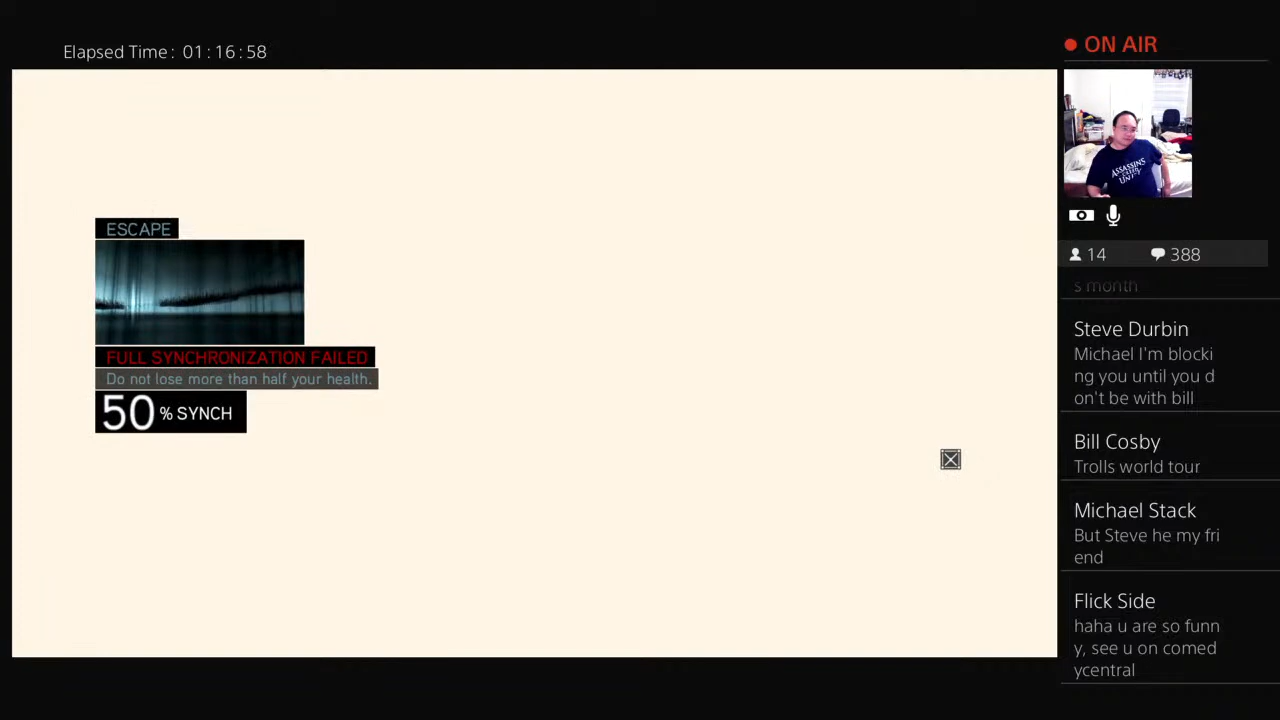 Elapsed Time: 01:16:58
ON AIR
ASSASSINS
UNITY
14 388
s month
Steve Durbin
Michael I'm blocki
ng you until you d
on't be with bill
Bill Cosby
Trolls world tour
Michael Stack
But Steve he my fri
end
Flick Side
haha u are so funn
y, see u on comed
ycentral
ESCAPE
FULL SYNCHRONIZATION FAILED
Do not lose more than half your health.
50 % SYNCH